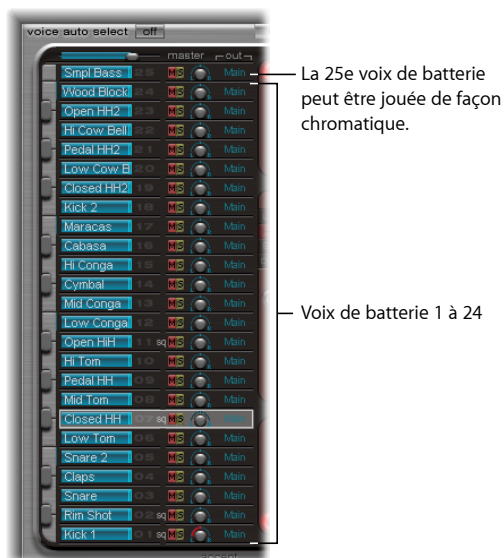 voice auto select off
master out
Smpl Bass 25 M S Main
Wood Block 24 M S Main
Open HH2 23 M S Main
Hi Cow Bell 22 M S Main
Pedal HH2 21 M S Main
Low Cow B 20 M S Main
Closed HH2 19 M S Main
Kick 2 18 M S Main
Maracas 17 M S Main
Cabasa 16 M S Main
Hi Conga 15 M S Main
Cymbal 14 M S Main
Mid Conga 13 M S Main
Low Conga 12 M S Main
Open HiH 11 sq M S Main
Hi Tom 10 M S Main
Pedal HH 09 M S Main
Mid Tom 08 M S Main
Closed HH 07 sq M S
Low Tom 06 M S Main
Snare 2 05 M S Main
Claps 04 M S Main
Snare 03 M S Main
Rim Shot 02 sq M S Main
Kick 1 01 sq M S Main
La 25e voix de batterie
peut être jouée de façon
chromatique.
Voix de batterie 1 à 24